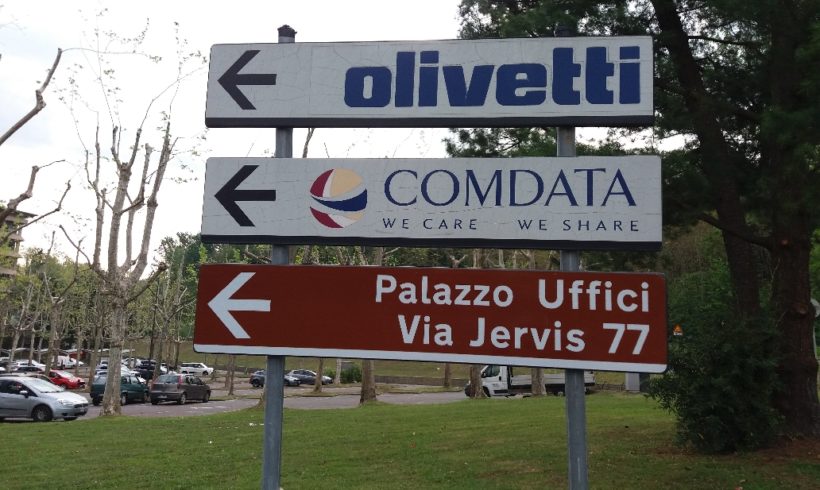 olivetti
COMDATA
WE CARE WE SHARE
Palazzo Uffici
Via Jervis 77